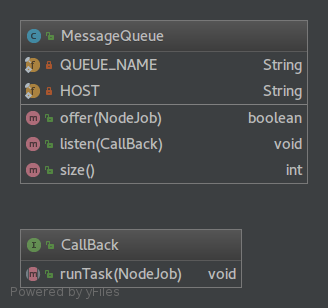 C MessageQueue
f QUEUE_NAME String
f HOST String
m offer(NodeJob) boolean
m listen(CallBack) void
m size() int
I CallBack
m runTask(NodeJob) void
Powered by yFiles